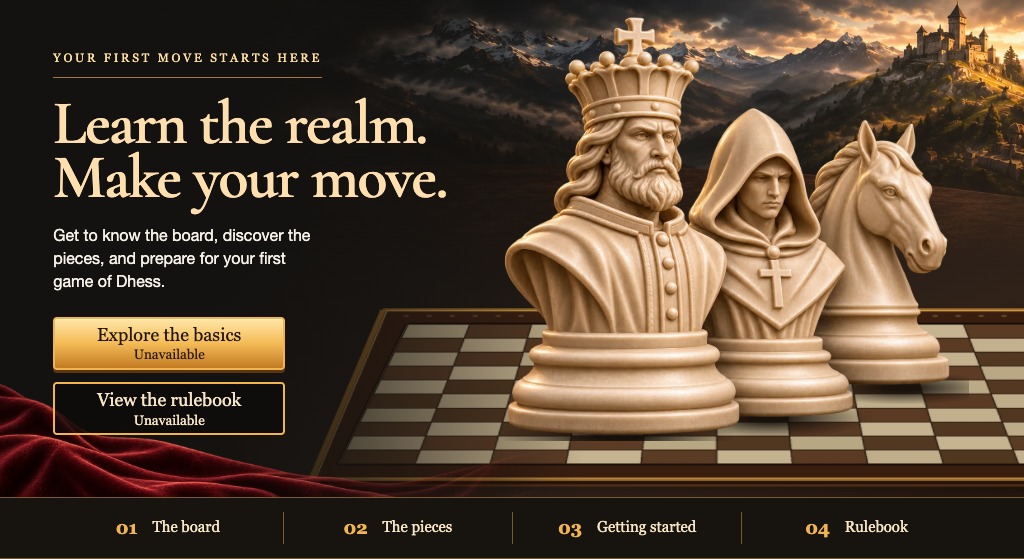 YOUR FIRST MOVE STARTS HERE
Learn the realm.
Make your move.
Get to know the board, discover the
pieces, and prepare for your first
game of Dhess.
Explore the basics
Unavailable
View the rulebook
Unavailable
01 The board
02 The pieces
03 Getting started
04 Rulebook